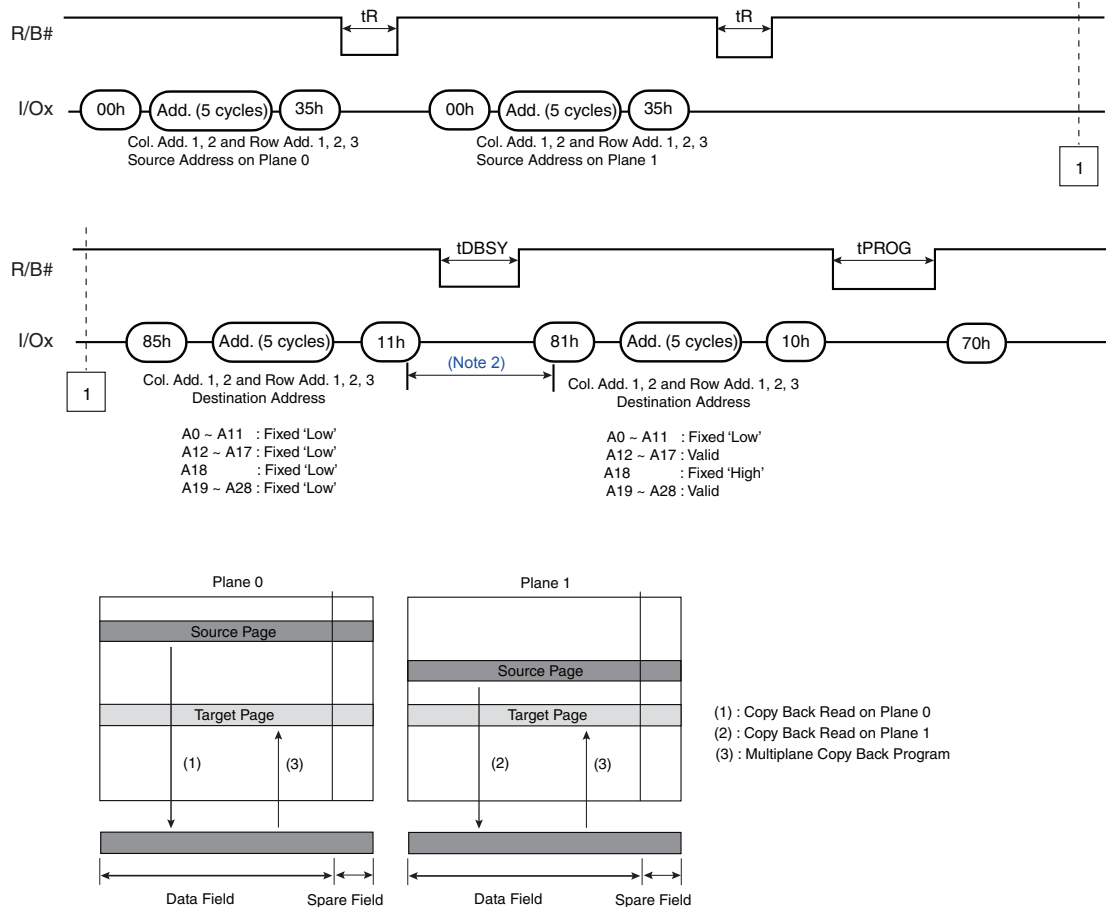 tR tR
R/B#
1
I/Ox 00h Add. (5 cycles) 35h 00h Add. (5 cycles) 35h
Col. Add. 1, 2 and Row Add. 1, 2, 3
Source Address on Plane 0
Col. Add. 1, 2 and Row Add. 1, 2, 3
Source Address on Plane 1
tDBSY tPROG
R/B#
I/Ox 85h Add. (5 cycles) 11h (Note 2) 81h Add. (5 cycles) 10h 70h
1
Col. Add. 1, 2 and Row Add. 1, 2, 3
Destination Address
A0 ~ A11 : Fixed ‘Low’
A12 ~ A17 : Fixed ‘Low’
A18 : Fixed ‘Low’
A19 ~ A28 : Fixed ‘Low’
Col. Add. 1, 2 and Row Add. 1, 2, 3
Destination Address
A0 ~ A11 : Fixed ‘Low’
A12 ~ A17 : Valid
A18 : Fixed ‘High’
A19 ~ A28 : Valid
Plane 0
Source Page
Target Page
(1) (3)
Data Field Spare Field
Plane 1
Source Page
Target Page
(2) (3)
Data Field Spare Field
(1) : Copy Back Read on Plane 0
(2) : Copy Back Read on Plane 1
(3) : Multiplane Copy Back Program